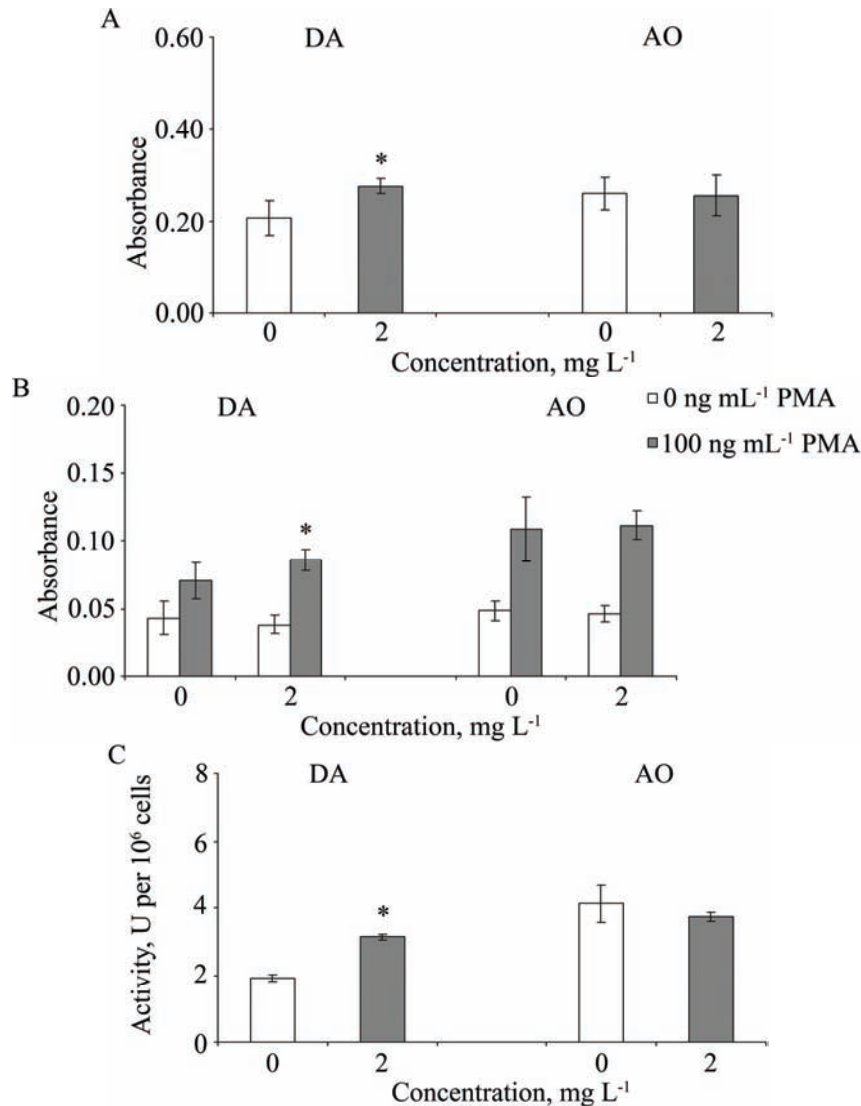 A
DA AO
0.60
0.40
0.20
0.00
Absorbance
*
0 2 0 2
Concentration, mg L⁻¹
B
DA AO
0 ng mL⁻¹ PMA
100 ng mL⁻¹ PMA
0.20
0.15
0.10
0.05
0.00
Absorbance
*
0 2 0 2
Concentration, mg L⁻¹
C
DA AO
8
6
4
2
0
Activity, U per 10⁶ cells
*
0 2 0 2
Concentration, mg L⁻¹